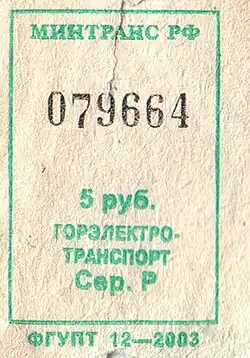 МИНТРАНС РФ
079664
5 руб.
ГОРЭЛЕКТРО-
ТРАНСПОРТ
Сер. Р
ФГУПТ 12—2003